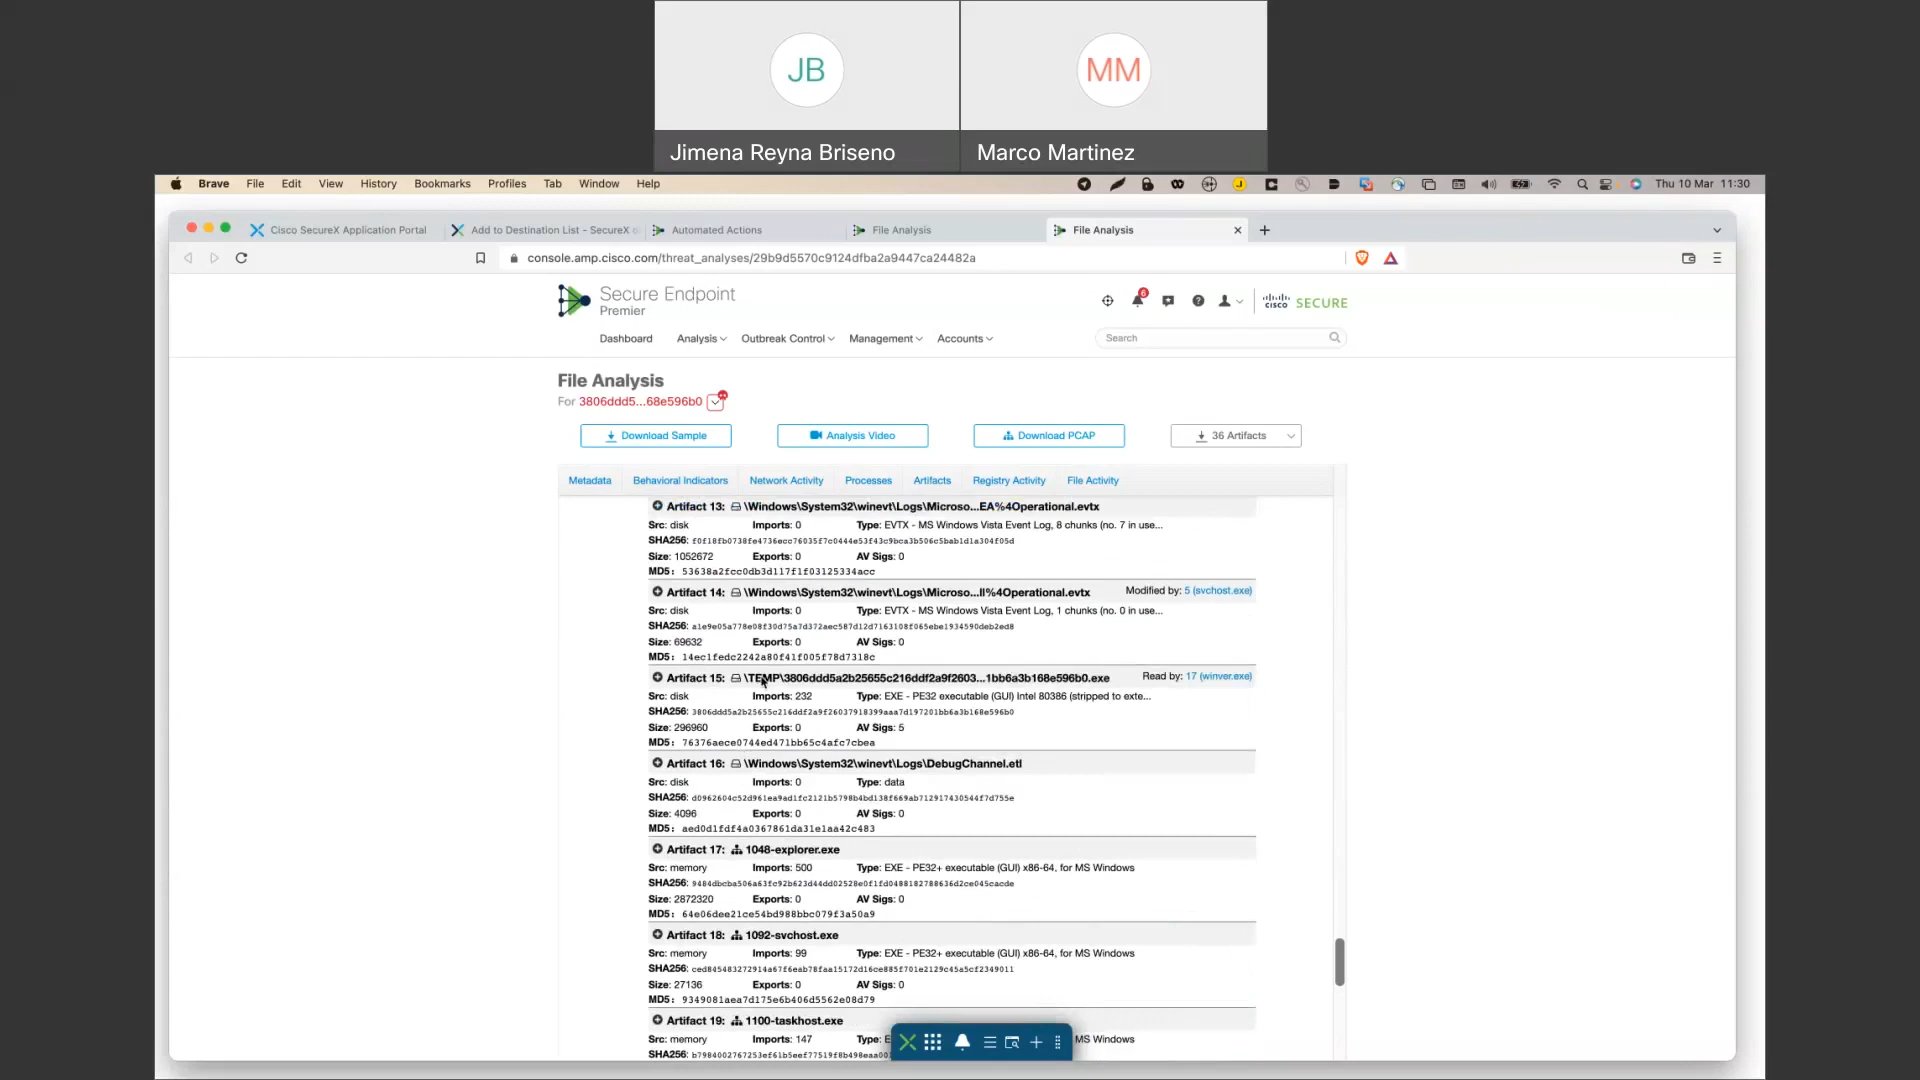 JB
MM
Jimena Reyna Briseno
Marco Martinez
Brave File Edit View History Bookmarks Profiles Tab Window Help Thu 10 Mar 11:30
Cisco SecureX Application Portal
Add to Destination List - SecureX
Automated Actions
File Analysis
File Analysis
console.amp.cisco.com/threat_analyses/29b9d5570c9124dfba2a9447ca24482a
Secure Endpoint
Premier
6
cisco SECURE
Dashboard Analysis Outbreak Control Management Accounts Search
File Analysis
For 3806ddd5...68e596b0
Download Sample Analysis Video Download PCAP 36 Artifacts
Metadata Behavioral Indicators Network Activity Processes Artifacts Registry Activity File Activity
Artifact 13: \Windows\System32\winevt\Logs\Microso...EA%4Operational.evtx
Src: disk Imports: 0 Type: EVTX - MS Windows Vista Event Log, 8 chunks (no. 7 in use...
SHA256:
Size: 1052672 Exports: 0 AV Sigs: 0
MD5: 53638a2fcc0db3d117f1f03125334acc
Artifact 14: \Windows\System32\winevt\Logs\Microso...ll%4Operational.evtx Modified by: 5 (svchost.exe)
Src: disk Imports: 0 Type: EVTX - MS Windows Vista Event Log, 1 chunks (no. 0 in use...
SHA256:
Size: 69632 Exports: 0 AV Sigs: 0
MD5: 14ec1fedc2242a80f41f005f78d7318c
Artifact 15: \TEMP\3806ddd5a2b25655c216ddf2a9f2603...1bb6a3b168e596b0.exe Read by: 17 (winver.exe)
Src: disk Imports: 232 Type: EXE - PE32 executable (GUI) Intel 80386 (stripped to exte...
SHA256: 3806ddd5a2b25655c216ddf2a9f26037918399aaa7d197201bb6a3b168e596b0
Size: 296960 Exports: 0 AV Sigs: 5
MD5: 76376aece0744ed471bb65c4afc7cbea
Artifact 16: \Windows\System32\winevt\Logs\DebugChannel.etl
Src: disk Imports: 0 Type: data
SHA256:
Size: 4096 Exports: 0 AV Sigs: 0
MD5: aed0d1fdf4a0367861da31e1aa42c483
Artifact 17: 1048-explorer.exe
Src: memory Imports: 500 Type: EXE - PE32+ executable (GUI) x86-64, for MS Windows
SHA256:
Size: 2872320 Exports: 0 AV Sigs: 0
MD5: 64e06dee21ce54bd988bbc079f3a50a9
Artifact 18: 1092-svchost.exe
Src: memory Imports: 99 Type: EXE - PE32+ executable (GUI) x86-64, for MS Windows
SHA256:
Size: 27136 Exports: 0 AV Sigs: 0
MD5: 9349081aea7d175e6b406d5562e08d79
Artifact 19: 1100-taskhost.exe
Src: memory Imports: 147 Type: E MS Windows
SHA256: